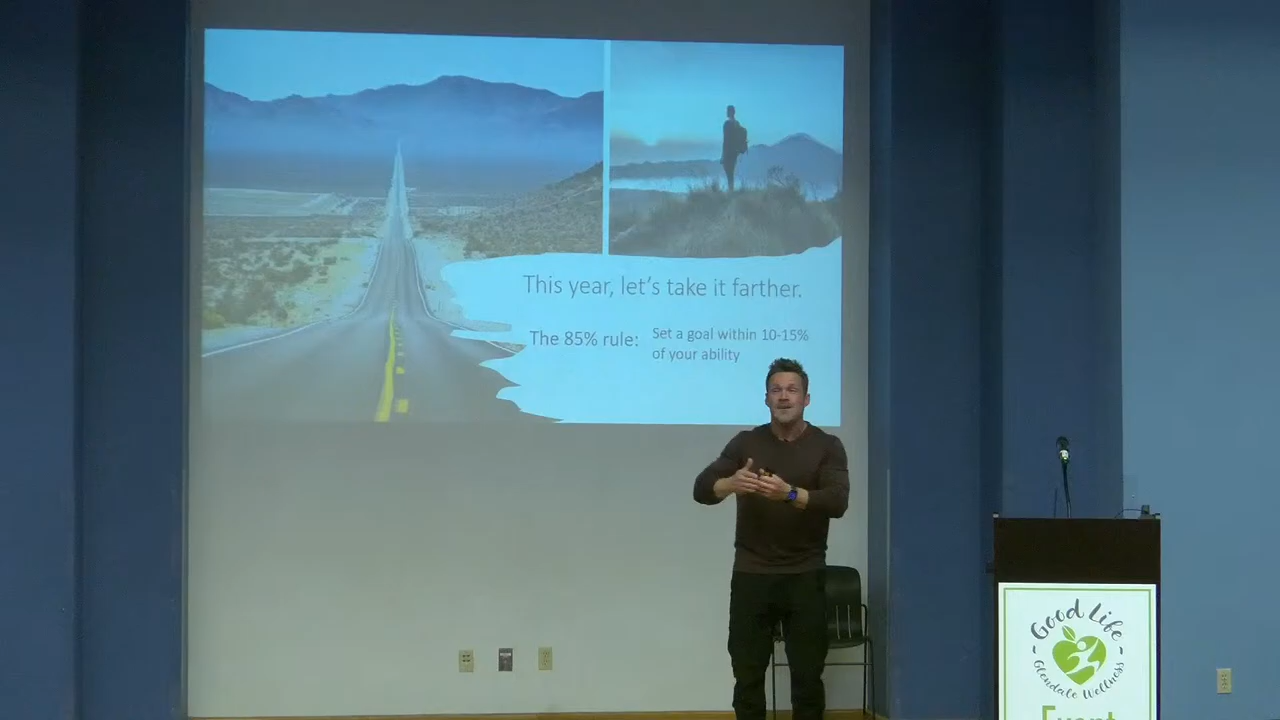 This year, let's take it farther.
The 85% rule:
Set a goal within 10-15%
of your ability
- Good Life -
Glendale Wellness
Event